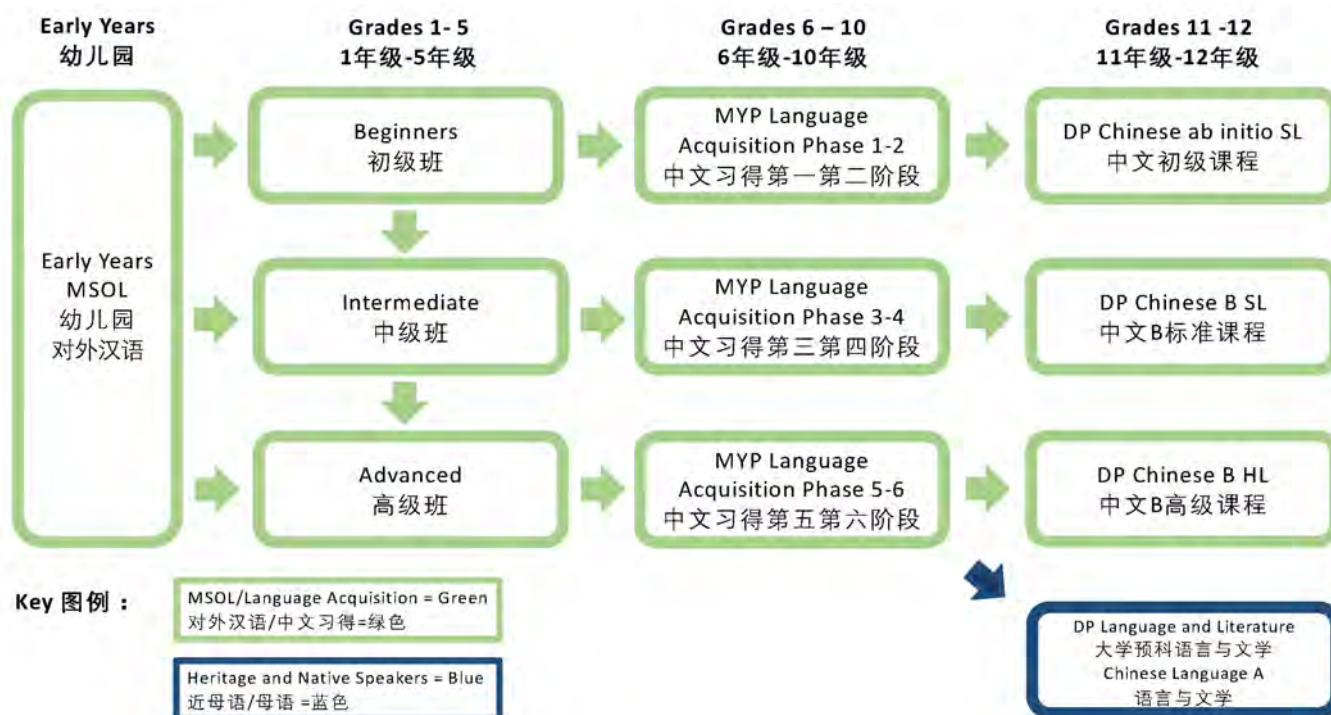 Early Years
幼儿园
Grades 1- 5
1年级-5年级
Grades 6 – 10
6年级-10年级
Grades 11 -12
11年级-12年级
Early Years
MSOL
幼儿园
对外汉语
Beginners
初级班
MYP Language
Acquisition Phase 1-2
中文习得第一第二阶段
DP Chinese ab initio SL
中文初级课程
Intermediate
中级班
MYP Language
Acquisition Phase 3-4
中文习得第三第四阶段
DP Chinese B SL
中文B标准课程
Advanced
高级班
MYP Language
Acquisition Phase 5-6
中文习得第五第六阶段
DP Chinese B HL
中文B高级课程
Key 图例：
MSOL/Language Acquisition = Green
对外汉语/中文习得=绿色
Heritage and Native Speakers = Blue
近母语/母语 =蓝色
DP Language and Literature
大学预科语言与文学
Chinese Language A
语言与文学